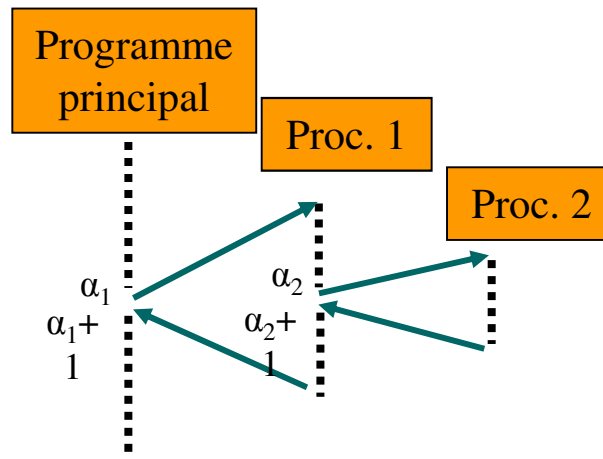 Programme
principal
Proc. 1
Proc. 2
α₁
α₁+
1
α₂
α₂+
1